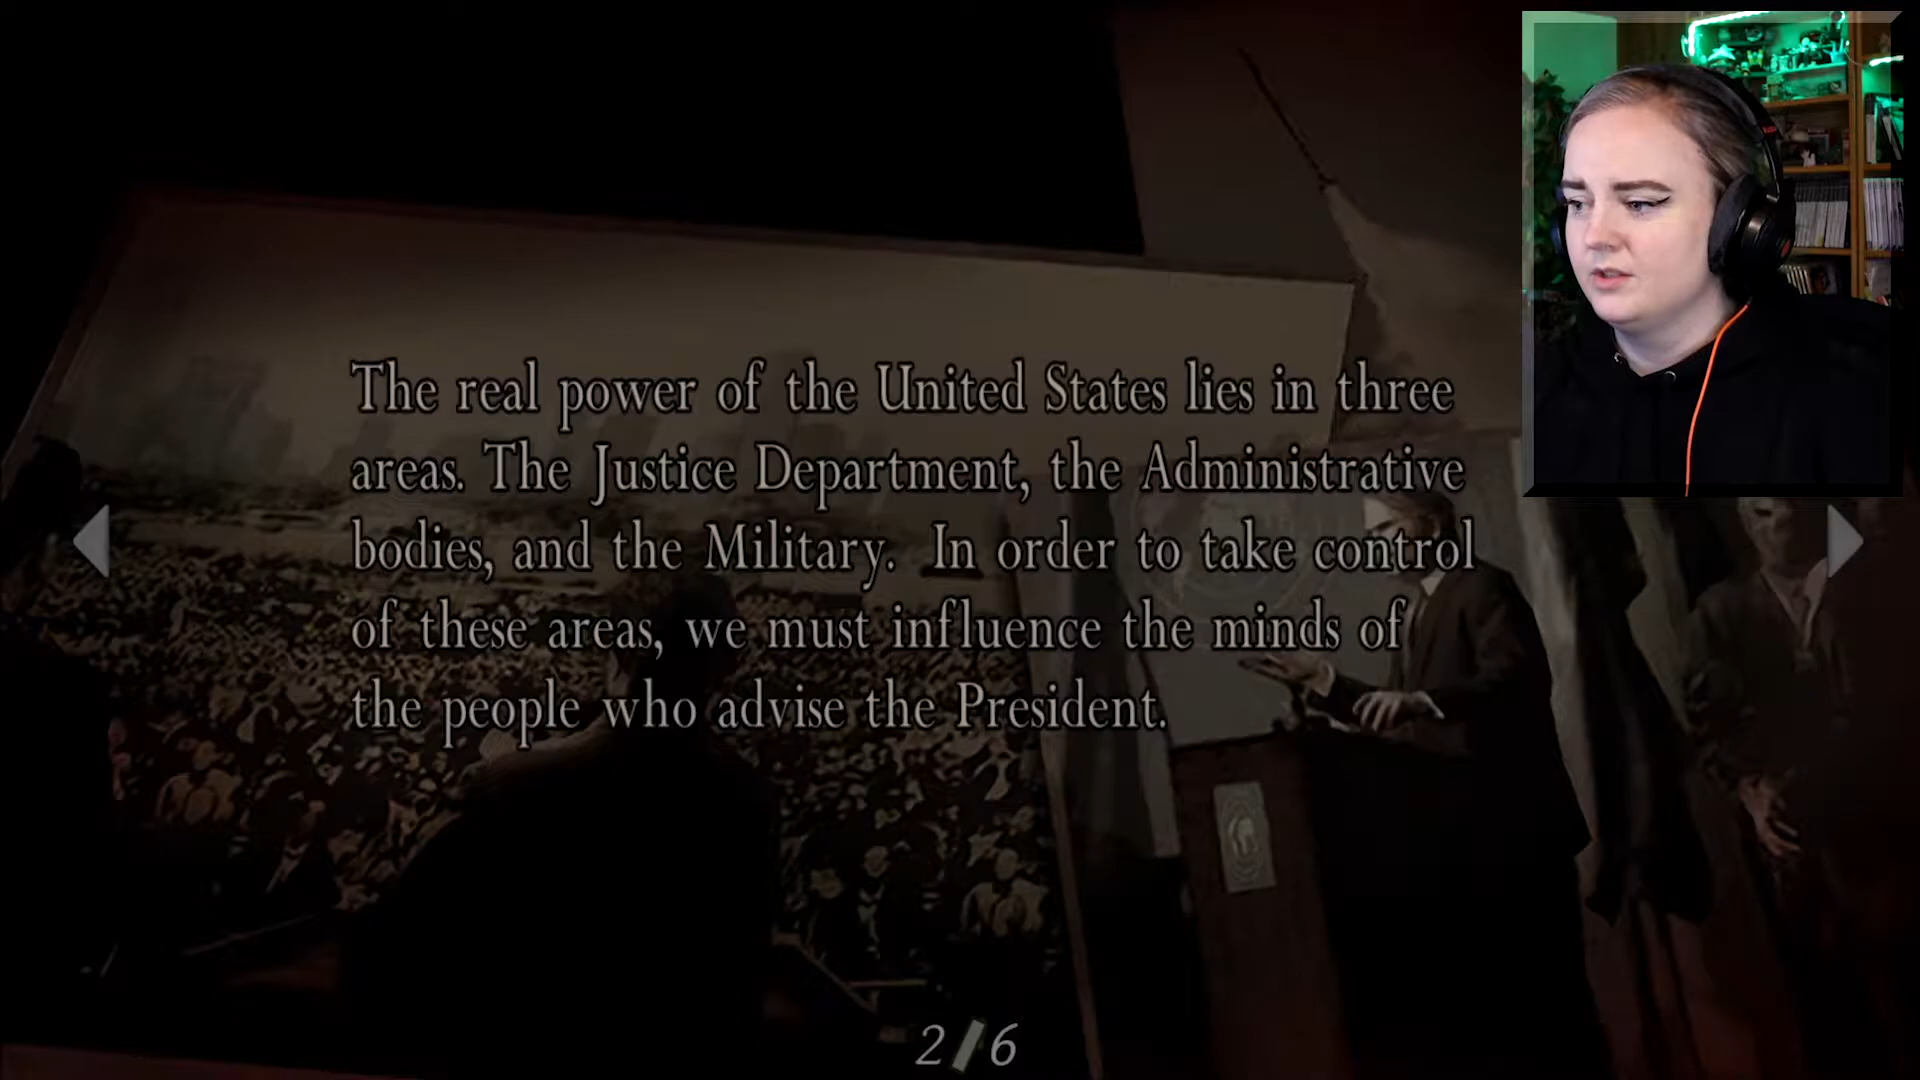 The real power of the United States lies in three
areas. The Justice Department, the Administrative
bodies, and the Military. In order to take control
of these areas, we must influence the minds of
the people who advise the President.
2/6